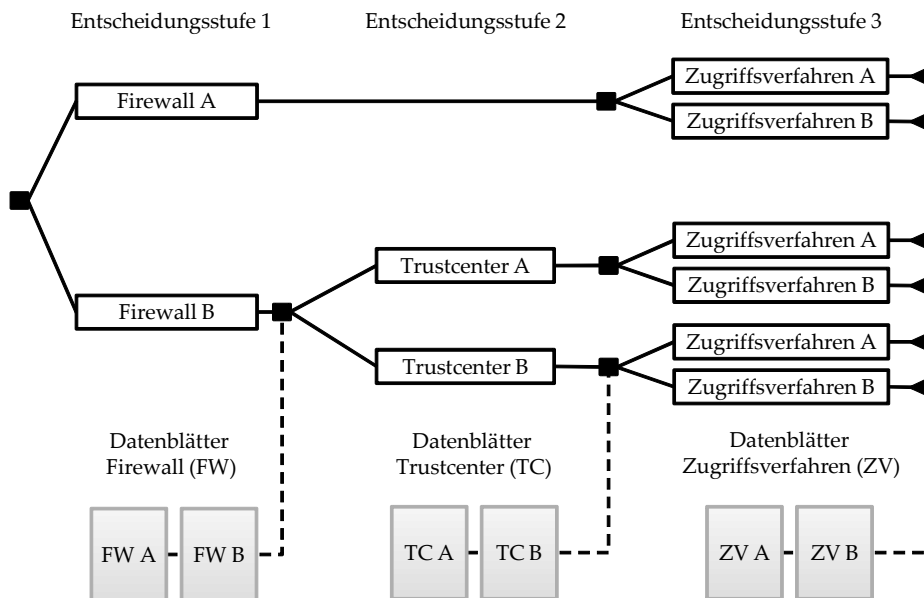 Entscheidungsstufe 1
Entscheidungsstufe 2
Entscheidungsstufe 3
Firewall A
Zugriffsverfahren A
Zugriffsverfahren B
Firewall B
Trustcenter A
Zugriffsverfahren A
Zugriffsverfahren B
Trustcenter B
Zugriffsverfahren A
Zugriffsverfahren B
Datenblätter
Firewall (FW)
Datenblätter
Trustcenter (TC)
Datenblätter
Zugriffsverfahren (ZV)
FW A
FW B
TC A
TC B
ZV A
ZV B